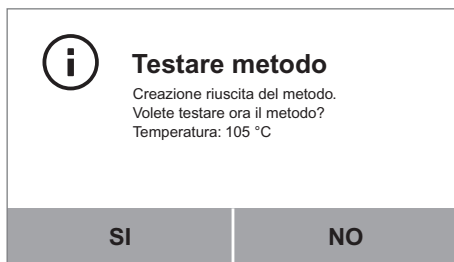 Testare metodo
Creazione riuscita del metodo.
Volete testare ora il metodo?
Temperatura: 105 °C
SI
NO